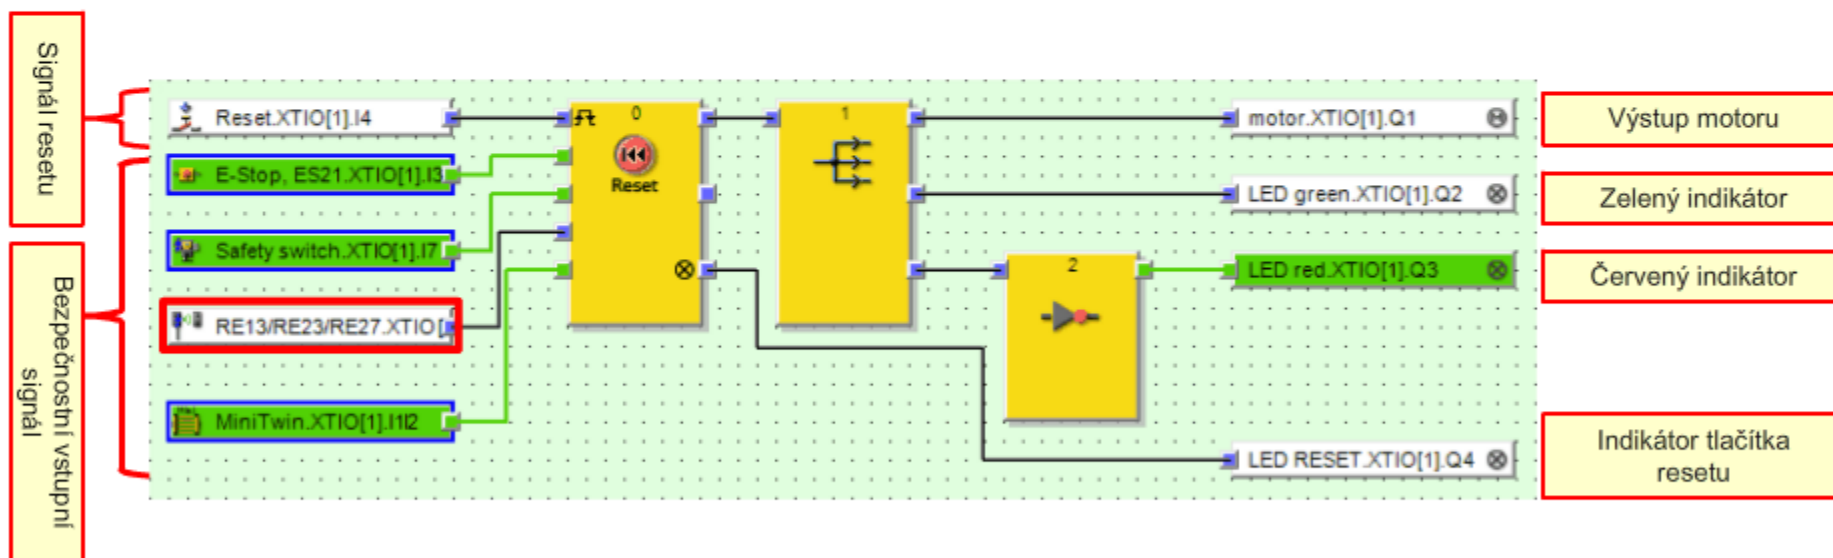 Signál resetu
Bezpečnostní vstupní
signál
Reset.XTIO[1].I4
E-Stop, ES21.XTIO[1].I3
Safety switch.XTIO[1].I7
RE13/RE23/RE27.XTIO[
MiniTwin.XTIO[1].I1I2
0
Reset
1
2
motor.XTIO[1].Q1
LED green.XTIO[1].Q2
LED red.XTIO[1].Q3
LED RESET.XTIO[1].Q4
Výstup motoru
Zelený indikátor
Červený indikátor
Indikátor tlačítka
resetu